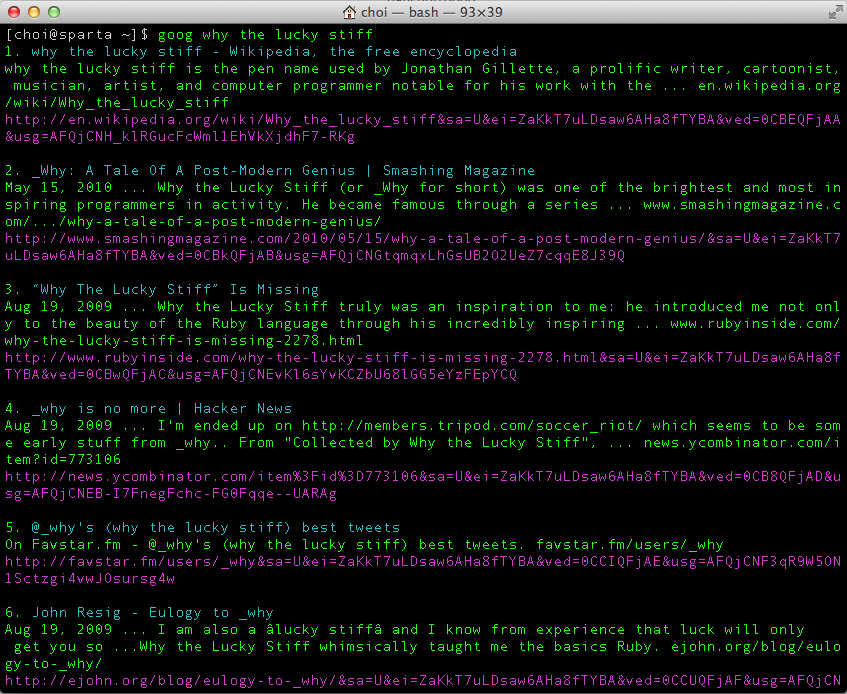 choi — bash — 93×39
[choi@sparta ~]$ goog why the lucky stiff
1. why the lucky stiff - Wikipedia, the free encyclopedia
why the lucky stiff is the pen name used by Jonathan Gillette, a prolific writer, cartoonist,
 musician, artist, and computer programmer notable for his work with the ... en.wikipedia.org
/wiki/Why_the_lucky_stiff
http://en.wikipedia.org/wiki/Why_the_lucky_stiff&sa=U&ei=ZaKkT7uLDsaw6AHa8fTYBA&ved=0CBEQFjAA
&usg=AFQjCNH_klRGucFcWml1EhVkXjdhF7-RKg

2. _Why: A Tale Of A Post-Modern Genius | Smashing Magazine
May 15, 2010 ... Why the Lucky Stiff (or _Why for short) was one of the brightest and most in
spiring programmers in activity. He became famous through a series ... www.smashingmagazine.c
om/.../why-a-tale-of-a-post-modern-genius/
http://www.smashingmagazine.com/2010/05/15/why-a-tale-of-a-post-modern-genius/&sa=U&ei=ZaKkT7
uLDsaw6AHa8fTYBA&ved=0CBkQFjAB&usg=AFQjCNGtqmqxLhGsUB2O2UeZ7cqqE8J39Q

3. “Why The Lucky Stiff” Is Missing
Aug 19, 2009 ... Why the Lucky Stiff truly was an inspiration to me: he introduced me not onl
y to the beauty of the Ruby language through his incredibly inspiring ... www.rubyinside.com/
why-the-lucky-stiff-is-missing-2278.html
http://www.rubyinside.com/why-the-lucky-stiff-is-missing-2278.html&sa=U&ei=ZaKkT7uLDsaw6AHa8f
TYBA&ved=0CBwQFjAC&usg=AFQjCNEvKl6sYvKCZbU68lGG5eYzFEpYCQ

4. _why is no more | Hacker News
Aug 19, 2009 ... I'm ended up on http://members.tripod.com/soccer_riot/ which seems to be som
e early stuff from _why.. From "Collected by Why the Lucky Stiff", ... news.ycombinator.com/i
tem?id=773106
http://news.ycombinator.com/item%3Fid%3D773106&sa=U&ei=ZaKkT7uLDsaw6AHa8fTYBA&ved=0CB8QFjAD&u
sg=AFQjCNEB-I7FnegFchc-FG0Fqqe--UARAg

5. @_why's (why the lucky stiff) best tweets
On Favstar.fm - @_why's (why the lucky stiff) best tweets. favstar.fm/users/_why
http://favstar.fm/users/_why&sa=U&ei=ZaKkT7uLDsaw6AHa8fTYBA&ved=0CCIQFjAE&usg=AFQjCNF3qR9W5ON
1Sctzgi4vwJOsursg4w

6. John Resig - Eulogy to _why
Aug 19, 2009 ... I am also a âlucky stiffâ and I know from experience that luck will only
 get you so ...Why the Lucky Stiff whimsically taught me the basics Ruby. ejohn.org/blog/eulo
gy-to-_why/
http://ejohn.org/blog/eulogy-to-_why/&sa=U&ei=ZaKkT7uLDsaw6AHa8fTYBA&ved=0CCUQFjAF&usg=AFQjCN